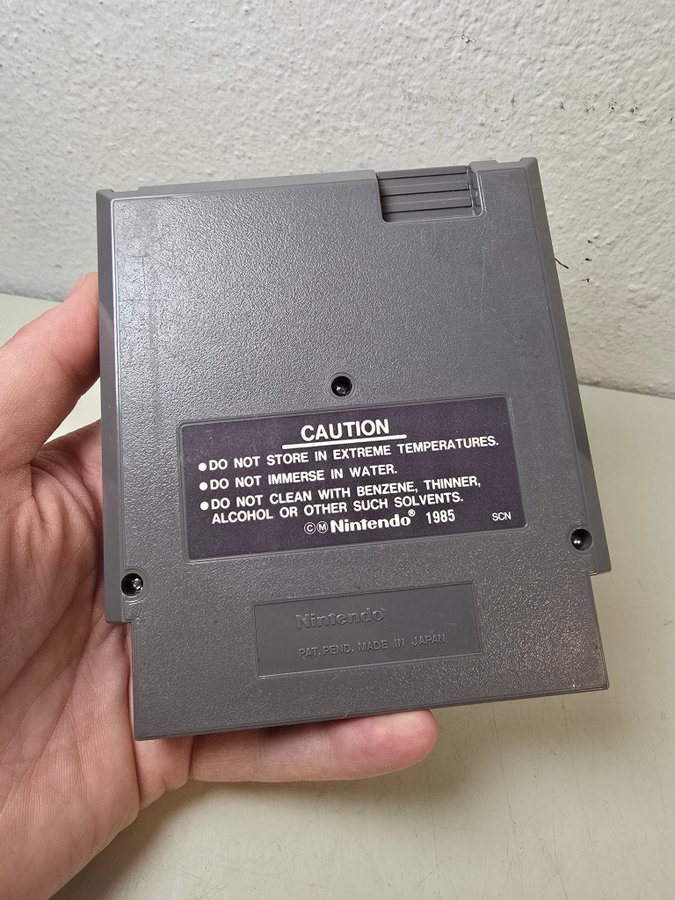 CAUTION
●DO NOT STORE IN EXTREME TEMPERATURES.
●DO NOT IMMERSE IN WATER.
●DO NOT CLEAN WITH BENZENE, THINNER,
ALCOHOL OR OTHER SUCH SOLVENTS.
ⒸⓂNintendo® 1985 SCN
Nintendo®
PAT. PEND. MADE IN JAPAN